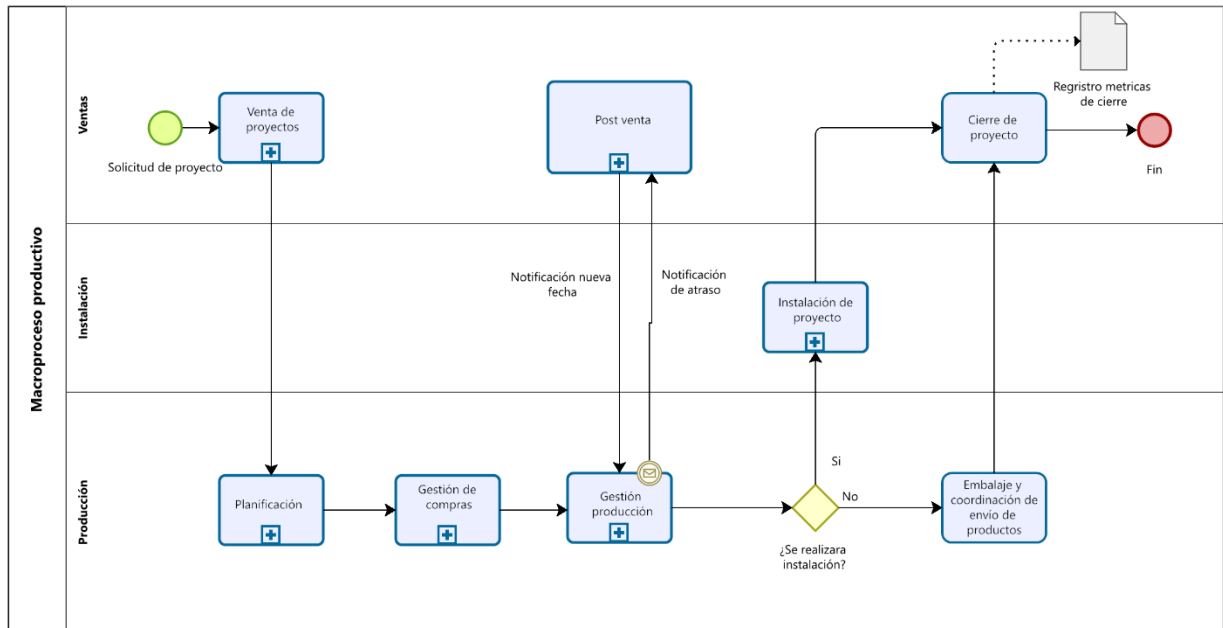 Macroproceso productivo
Ventas
Solicitud de proyecto
Venta de
proyectos
Post venta
Cierre de
proyecto
Regristro metricas
de cierre
Fin
Instalación
Notificación nueva
fecha
Notificación
de atraso
Instalación de
proyecto
Producción
Planificación
Gestión de
compras
Gestión
producción
Si
No
¿Se realizara
instalación?
Embalaje y
coordinación de
envío de
productos